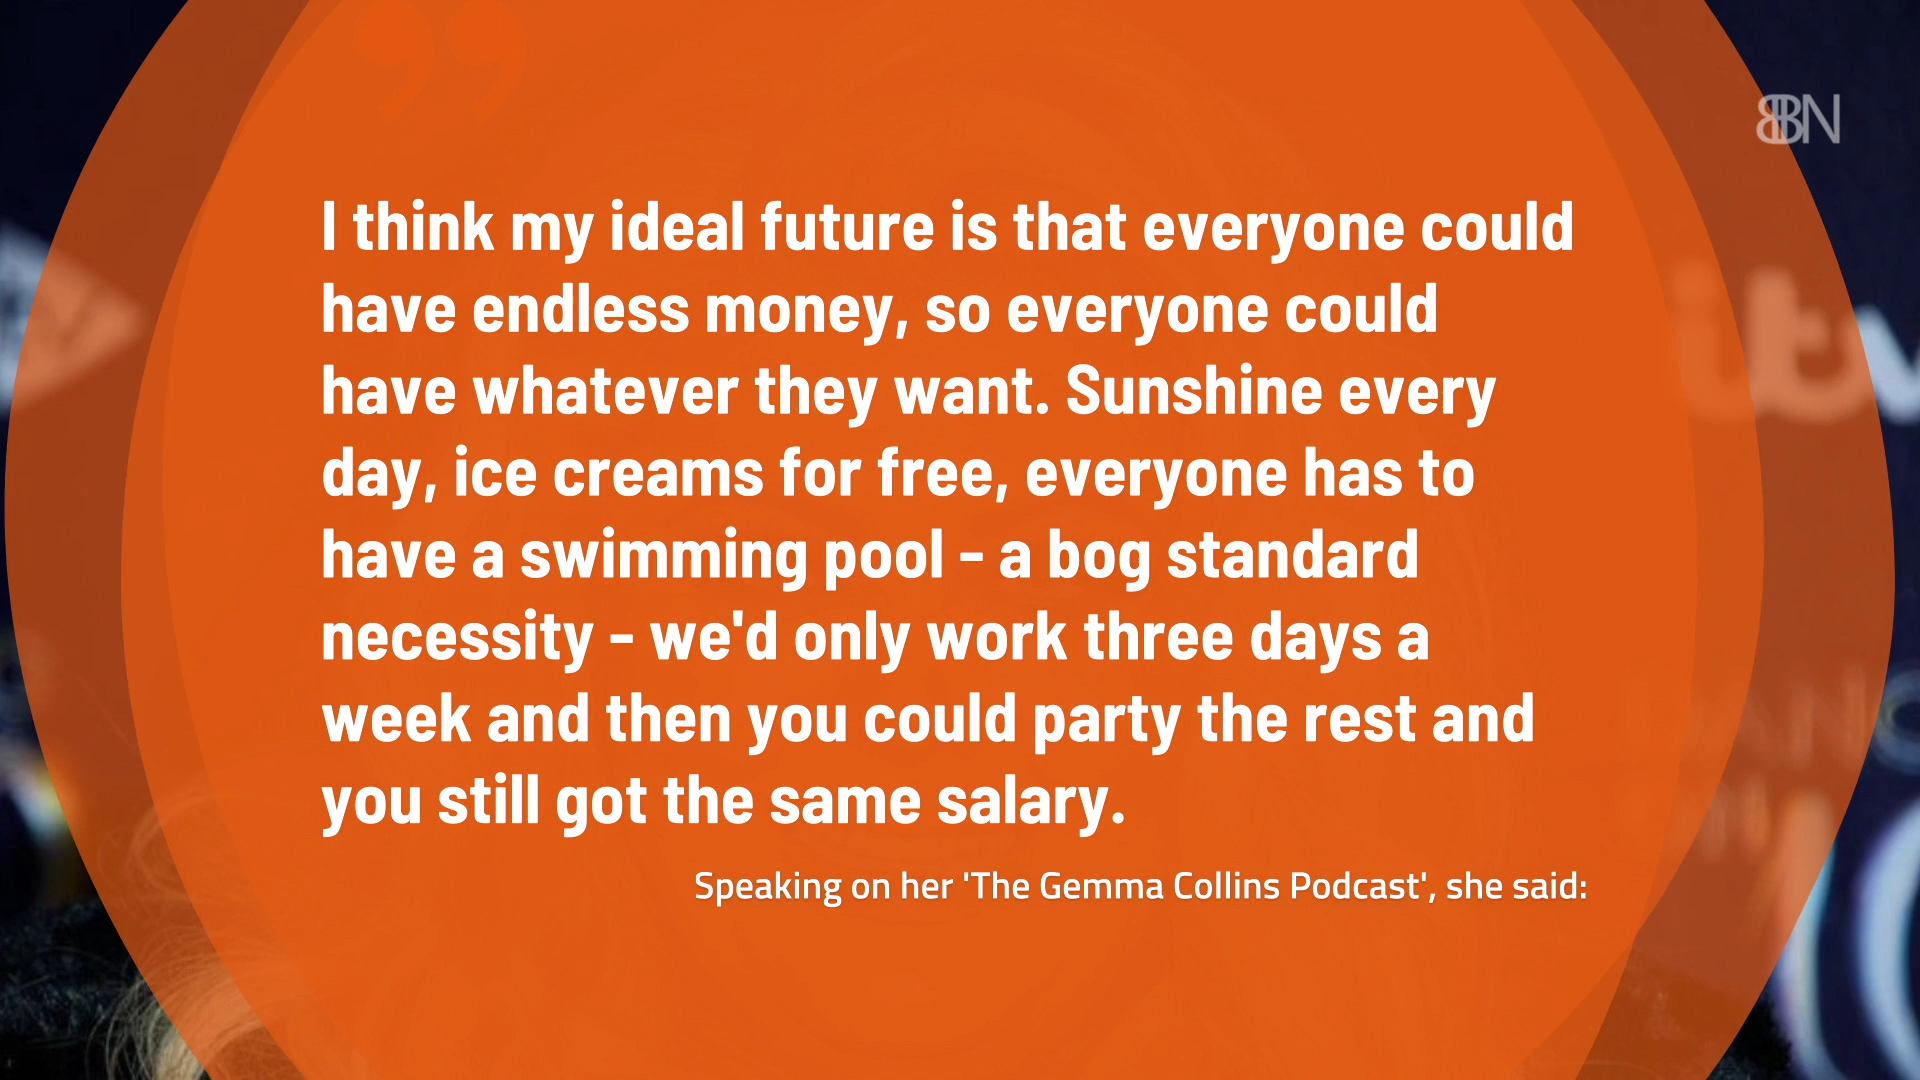 BBN
I think my ideal future is that everyone could
have endless money, so everyone could
have whatever they want. Sunshine every
day, ice creams for free, everyone has to
have a swimming pool - a bog standard
necessity - we'd only work three days a
week and then you could party the rest and
you still got the same salary.
Speaking on her 'The Gemma Collins Podcast', she said:
itv